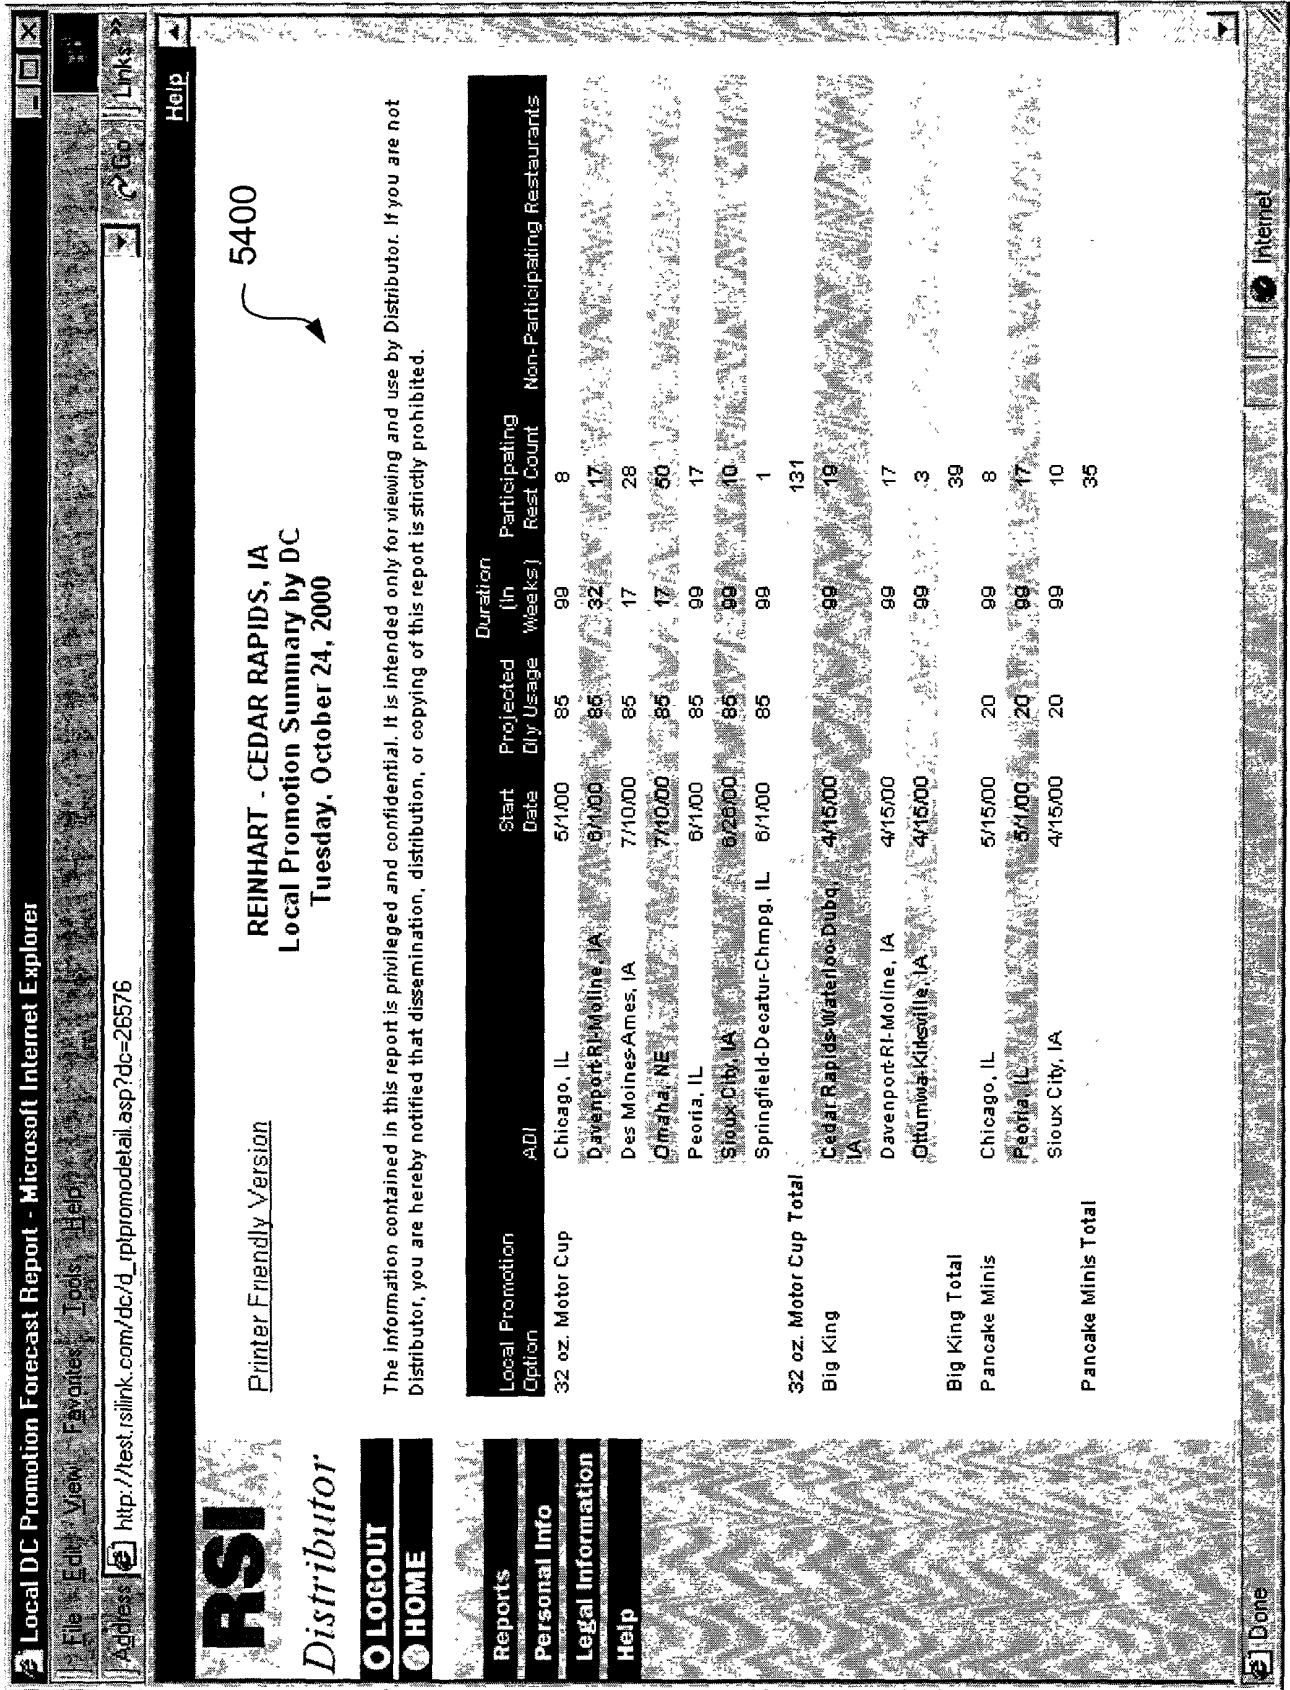 Local DC Promotion Forecast Report - Microsoft Internet Explorer
File Edit View Favorites Tools Help
Address http://test.rsilink.com/dc/d_rptpromodetail.asp?dc=26576 Go Links »
Help
RSI
Distributor
LOGOUT
HOME
Reports
Personal Info
Legal Information
Help
Printer Friendly Version
5400
REINHART - CEDAR RAPIDS, IA
Local Promotion Summary by DC
Tuesday, October 24, 2000
The information contained in this report is privileged and confidential. It is intended only for viewing and use by Distributor. If you are not
Distributor, you are hereby notified that dissemination, distribution, or copying of this report is strictly prohibited.
Local Promotion Option ADI Start Date Projected Dly Usage Duration (In Weeks) Participating Rest Count Non-Participating Restaurants
32 oz. Motor Cup Chicago, IL 5/1/00 85 99 8
Davenport-RI-Moline, IA 6/1/00 85 32 17
Des Moines-Ames, IA 7/10/00 85 17 28
Omaha, NE 7/10/00 85 17 50
Peoria, IL 6/1/00 85 99 17
Sioux City, IA 6/26/00 85 99 10
Springfield-Decatur-Chmpg, IL 6/1/00 85 99 1
32 oz. Motor Cup Total 131
Big King Cedar Rapids-Waterloo-Dubq, 4/15/00 99 19
IA
Davenport-RI-Moline, IA 4/15/00 99 17
Ottumwa-Kirksville, IA 4/15/00 99 3
Big King Total 39
Pancake Minis Chicago, IL 5/15/00 20 99 8
Peoria, IL 5/1/00 20 99 17
Sioux City, IA 4/15/00 20 99 10
Pancake Minis Total 35
Done Internet